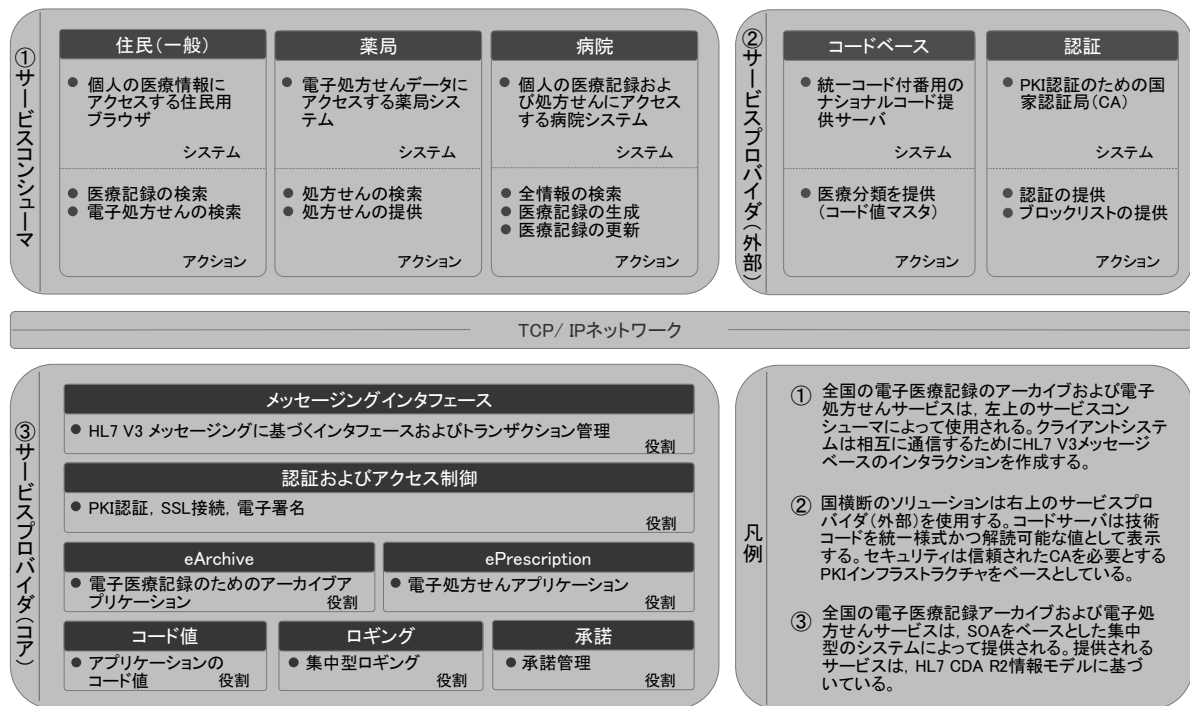 ①サービスコンシューマ
住民(一般)
● 個人の医療情報に
アクセスする住民用
ブラウザ
システム
● 医療記録の検索
● 電子処方せんの検索
アクション
薬局
● 電子処方せんデータに
アクセスする薬局シス
テム
システム
● 処方せんの検索
● 処方せんの提供
アクション
病院
● 個人の医療記録およ
び処方せんにアクセス
する病院システム
システム
● 全情報の検索
● 医療記録の生成
● 医療記録の更新
アクション
②サービスプロバイダ(外部)
コードベース
● 統一コード付番用の
ナショナルコード提
供サーバ
システム
● 医療分類を提供
(コード値マスタ)
アクション
認証
● PKI認証のための国
家認証局(CA)
システム
● 認証の提供
● ブロックリストの提供
アクション
TCP/ IPネットワーク
③サービスプロバイダ(コア)
メッセージングインタフェース
● HL7 V3 メッセージングに基づくインタフェースおよびトランザクション管理
役割
認証およびアクセス制御
● PKI認証, SSL接続, 電子署名
役割
eArchive
● 電子医療記録のためのアーカイブア
プリケーション 役割
ePrescription
● 電子処方せんアプリケーション
役割
コード値
● アプリケーションの
コード値 役割
ロギング
● 集中型ロギング
役割
承諾
● 承諾管理
役割
凡例
① 全国の電子医療記録のアーカイブおよび電子
処方せんサービスは, 左上のサービスコン
シューマによって使用される。クライアントシステ
ムは相互に通信するためにHL7 V3メッセージ
ベースのインタラクションを作成する。
② 国横断のソリューションは右上のサービスプロ
バイダ(外部)を使用する。コードサーバは技術
コードを統一様式かつ解読可能な値として表示
する。セキュリティは信頼されたCAを必要とする
PKIインフラストラクチャをベースとしている。
③ 全国の電子医療記録アーカイブおよび電子処
方せんサービスは, SOAをベースとした集中
型のシステムによって提供される。提供される
サービスは, HL7 CDA R2情報モデルに基づ
いている。